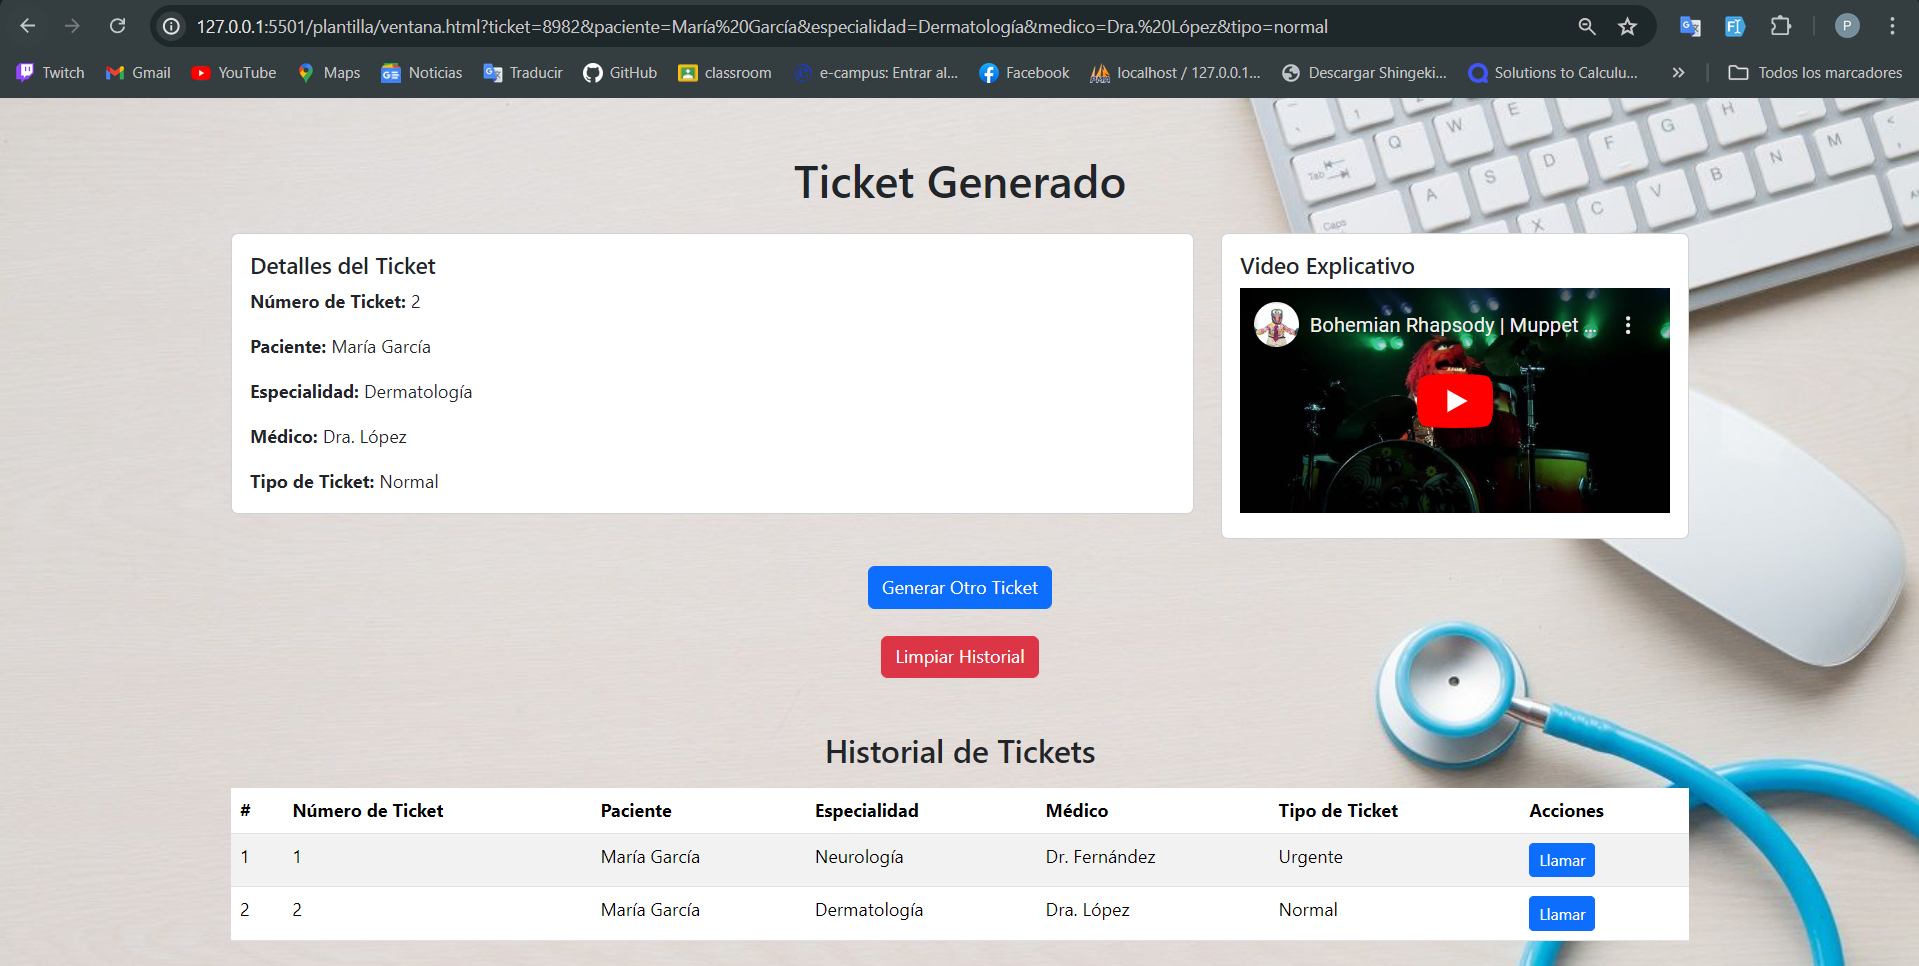 127.0.0.1:5501/plantilla/ventana.html?ticket=8982&paciente=María%20García&especialidad=Dermatología&medico=Dra.%20López&tipo=normal
P
Twitch Gmail YouTube Maps Noticias Traducir GitHub classroom e-campus: Entrar al... Facebook localhost / 127.0.0.1... Descargar Shingeki... Solutions to Calculu... » Todos los marcadores
Ticket Generado
Detalles del Ticket
Número de Ticket: 2
Paciente: María García
Especialidad: Dermatología
Médico: Dra. López
Tipo de Ticket: Normal
Video Explicativo
Bohemian Rhapsody | Muppet ...
Generar Otro Ticket
Limpiar Historial
Historial de Tickets
# Número de Ticket Paciente Especialidad Médico Tipo de Ticket Acciones
1 1 María García Neurología Dr. Fernández Urgente Llamar
2 2 María García Dermatología Dra. López Normal Llamar
Q W E G H
Tab A S D F V B N M
Caps X C